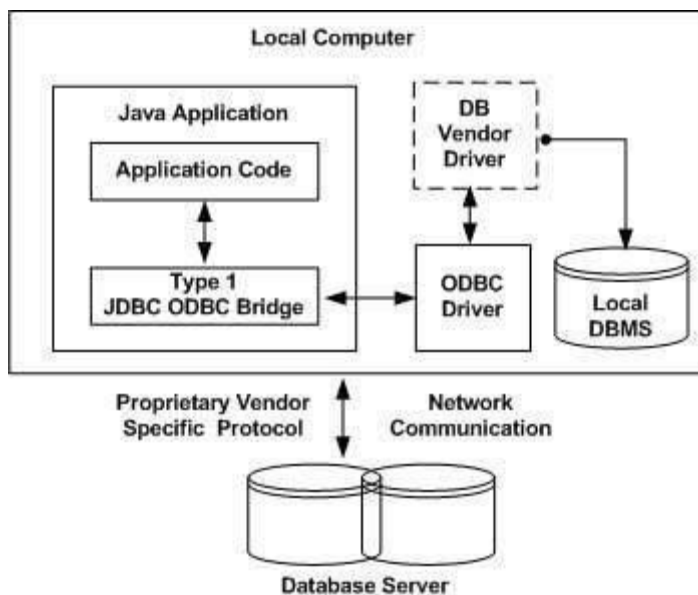 Local Computer
Java Application
Application Code
Type 1
JDBC ODBC Bridge
DB
Vendor
Driver
ODBC
Driver
Local
DBMS
Proprietary Vendor
Specific Protocol
Network
Communication
Database Server